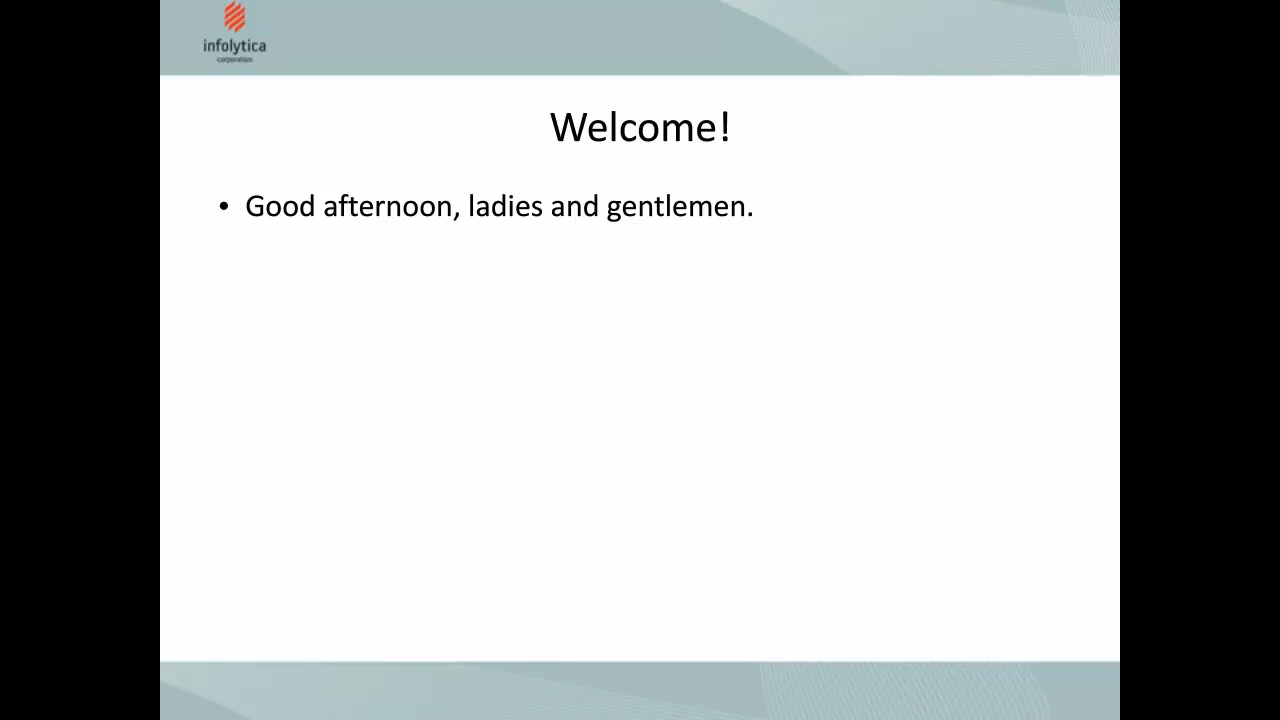 infolytica
corporation
Welcome!
• Good afternoon, ladies and gentlemen.